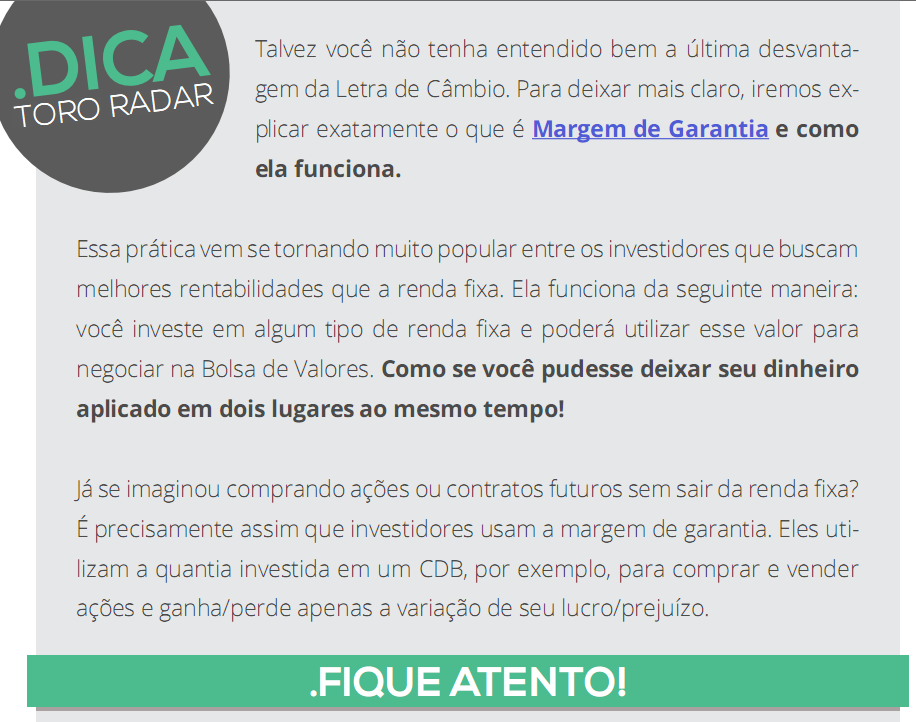 .DICA
TORO RADAR
Talvez você não tenha entendido bem a última desvanta-
gem da Letra de Câmbio. Para deixar mais claro, iremos ex-
plicar exatamente o que é Margem de Garantia e como
ela funciona.
Essa prática vem se tornando muito popular entre os investidores que buscam
melhores rentabilidades que a renda fixa. Ela funciona da seguinte maneira:
você investe em algum tipo de renda fixa e poderá utilizar esse valor para
negociar na Bolsa de Valores. Como se você pudesse deixar seu dinheiro
aplicado em dois lugares ao mesmo tempo!
Já se imaginou comprando ações ou contratos futuros sem sair da renda fixa?
É precisamente assim que investidores usam a margem de garantia. Eles uti-
lizam a quantia investida em um CDB, por exemplo, para comprar e vender
ações e ganha/perde apenas a variação de seu lucro/prejuízo.
.FIQUE ATENTO!